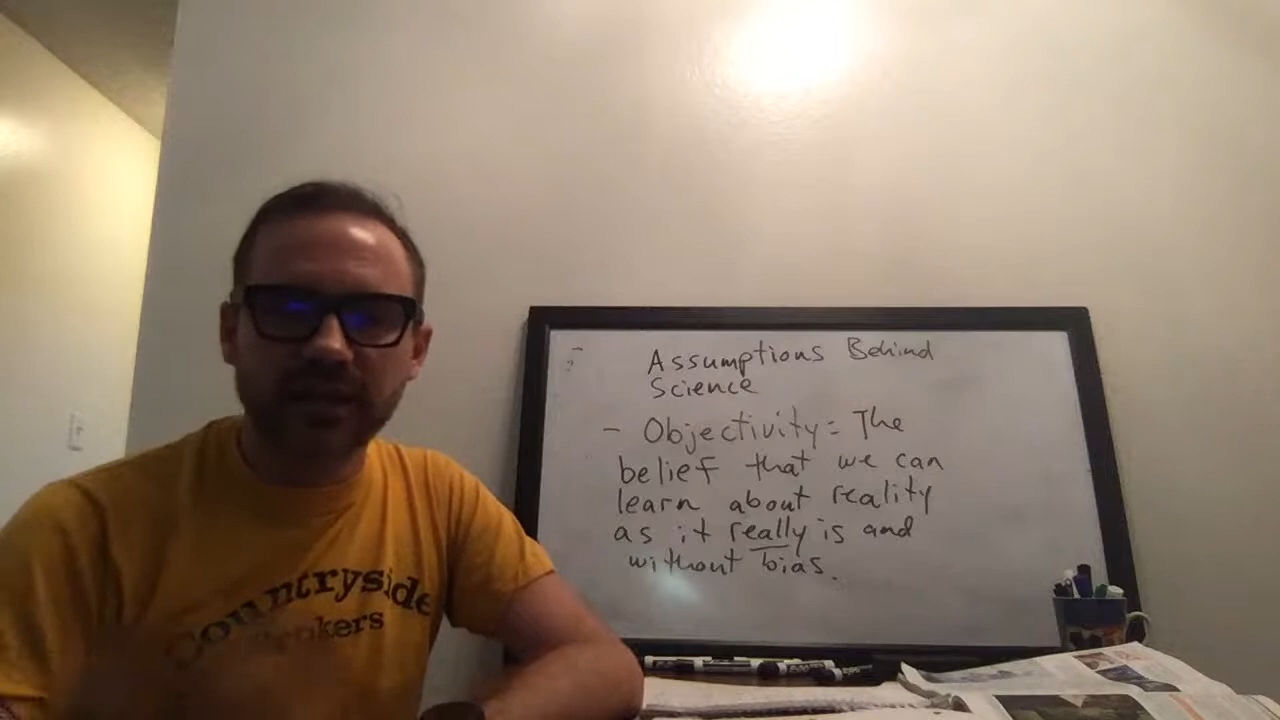 Assumptions Behind
Science
- Objectivity: The
belief that we can
learn about reality
as it really is and
without bias.
Countryside